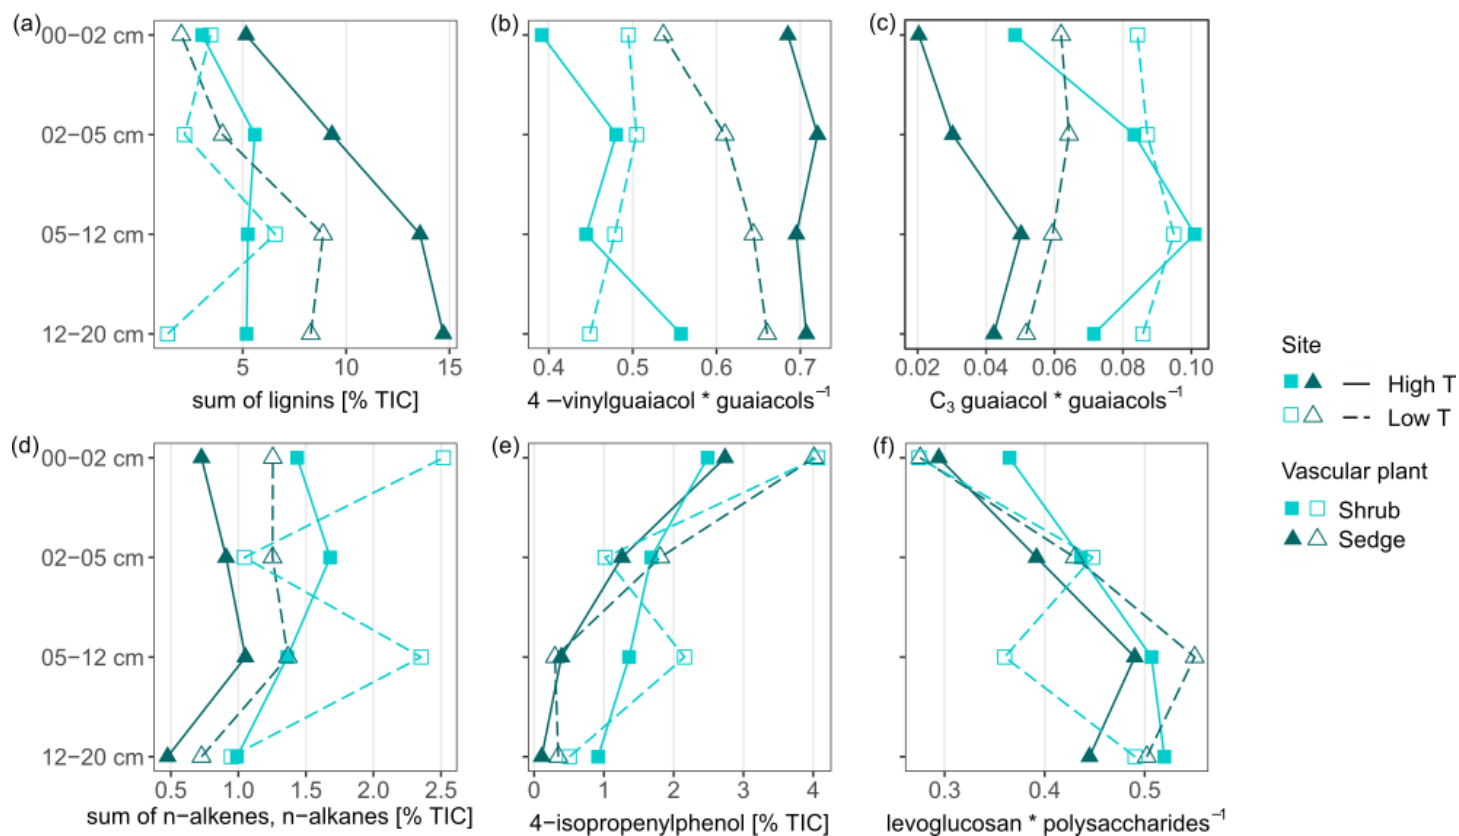 (a)
(b)
(c)
00−02 cm
02−05 cm
05−12 cm
12−20 cm
5 10 15
0.4 0.5 0.6 0.7
0.02 0.04 0.06 0.08 0.10
sum of lignins [% TIC]
4 −vinylguaiacol * guaiacols⁻¹
C₃ guaiacol * guaiacols⁻¹
Site
High T
Low T
Vascular plant
Shrub
Sedge
(d)
(e)
(f)
00−02 cm
02−05 cm
05−12 cm
12−20 cm
0.5 1.0 1.5 2.0 2.5
0 1 2 3 4
0.3 0.4 0.5
sum of n−alkenes, n−alkanes [% TIC]
4−isopropenylphenol [% TIC]
levoglucosan * polysaccharides⁻¹